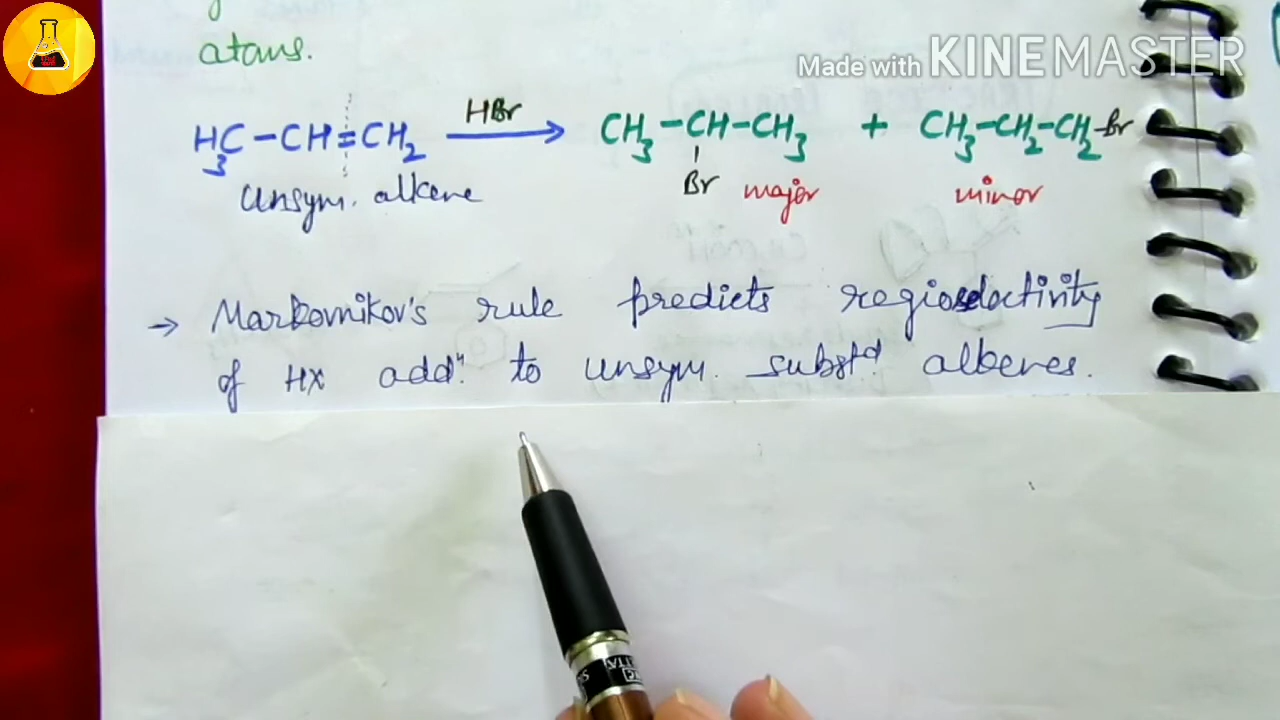 atoms.
Made with KINEMASTER
H3C-CH=CH2 HBr→ CH3-CH-CH3 + CH3-CH2-CH2-Br
Br
Unsym. alkene major minor
→ Markovnikov's rule predicts regioselectivity
of HX addn. to unsym. substd. alkenes.